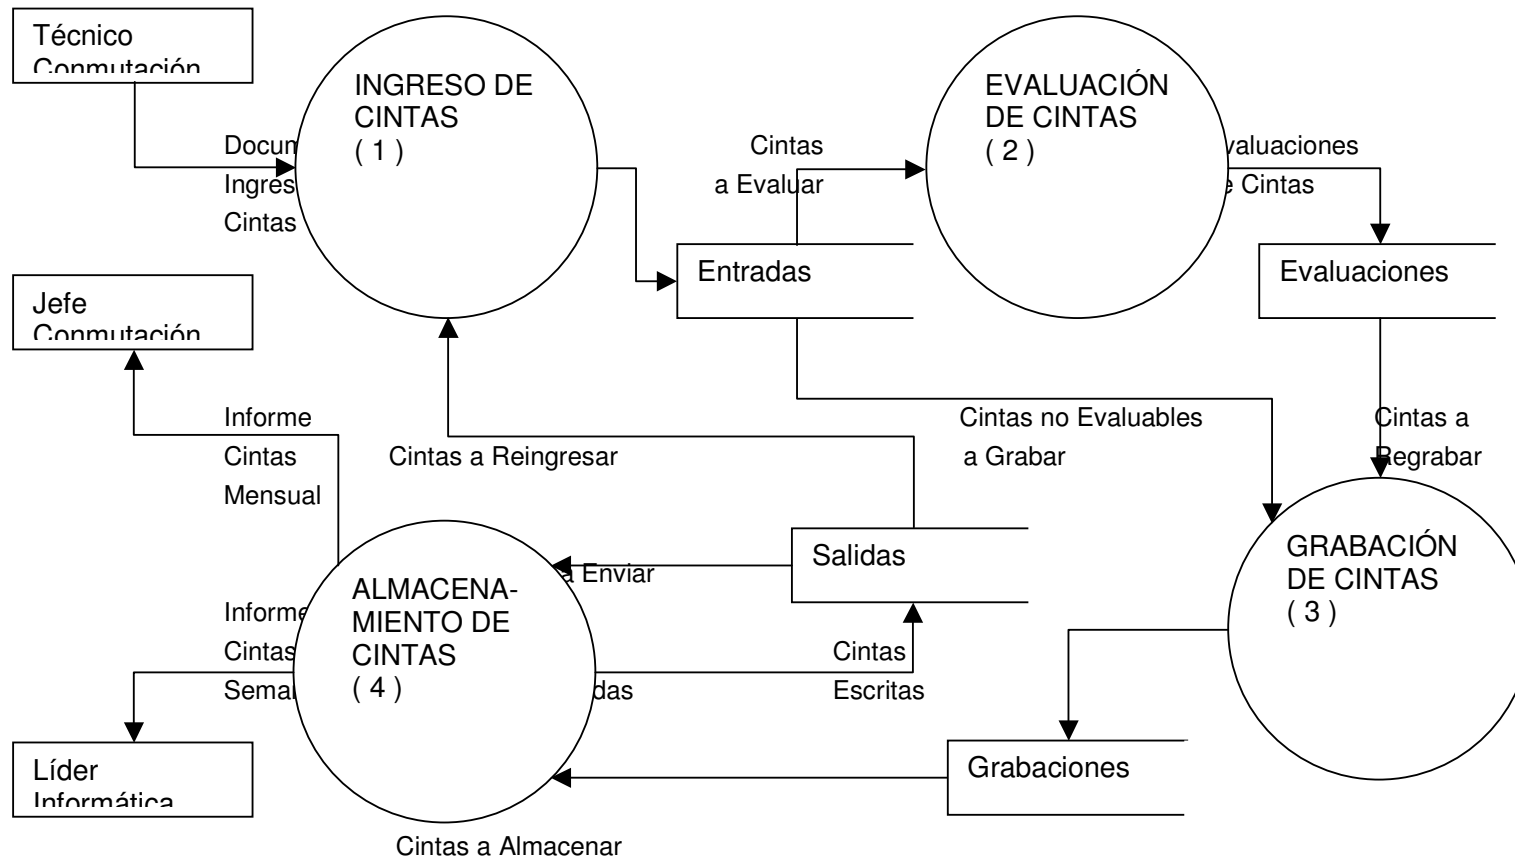 Técnico
Conmutación
INGRESO DE
CINTAS
( 1 )
EVALUACIÓN
DE CINTAS
( 2 )
Cintas
Cintas
a Evaluar
de Cintas
Entradas
Evaluaciones
Jefe
Conmutación
Informe
Cintas
Mensual
Cintas a Reingresar
Cintas no Evaluables
a Grabar
Cintas a
Regrabar
Salidas
a Enviar
GRABACIÓN
DE CINTAS
( 3 )
ALMACENA-
MIENTO DE
CINTAS
( 4 )
Informe
Cintas
Cintas
Escritas
Grabaciones
Líder
Informática
Cintas a Almacenar